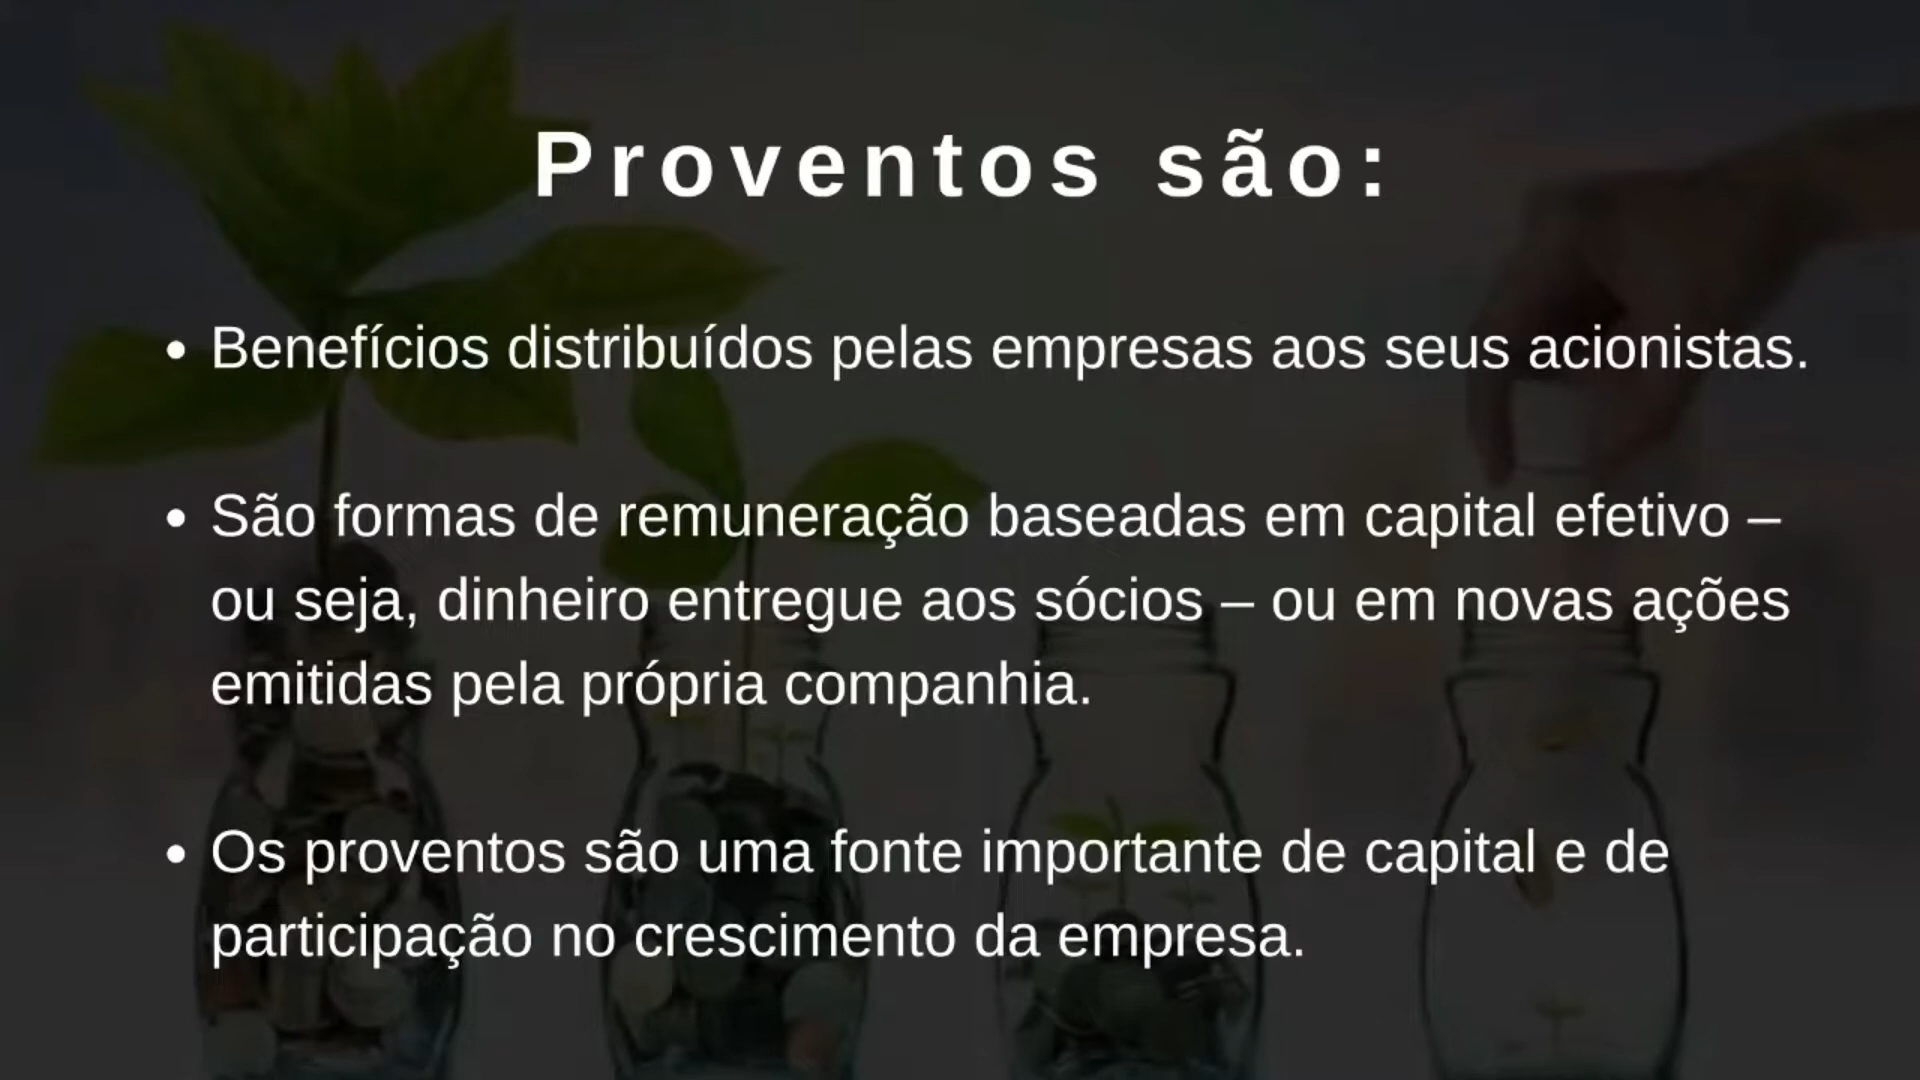 Proventos são:
• Benefícios distribuídos pelas empresas aos seus acionistas.
• São formas de remuneração baseadas em capital efetivo –
ou seja, dinheiro entregue aos sócios – ou em novas ações
emitidas pela própria companhia.
• Os proventos são uma fonte importante de capital e de
participação no crescimento da empresa.